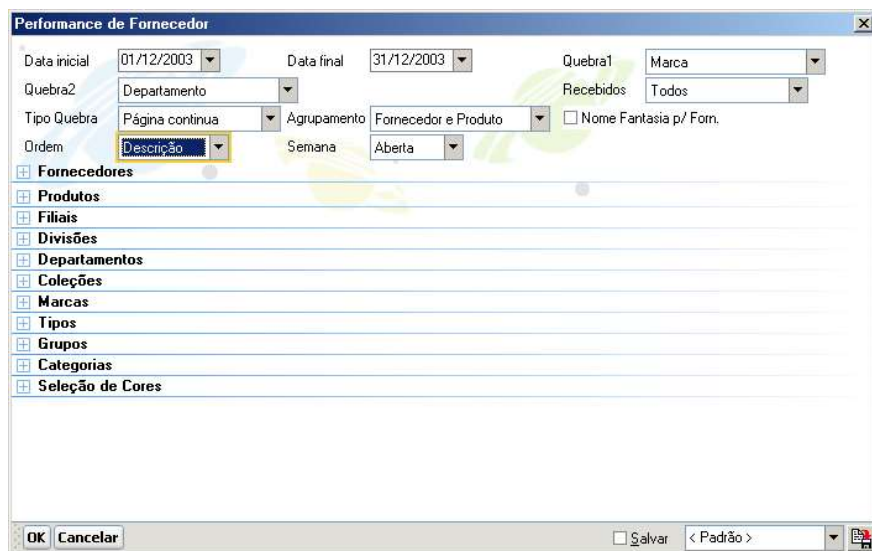 Performance de Fornecedor
Data inicial 01/12/2003 Data final 31/12/2003 Quebra1 Marca
Quebra2 Departamento Recebidos Todos
Tipo Quebra Página continua Agrupamento Fornecedor e Produto Nome Fantasia p/ Forn.
Ordem Descrição Semana Aberta
Fornecedores
Produtos
Filiais
Divisões
Departamentos
Coleções
Marcas
Tipos
Grupos
Categorias
Seleção de Cores
OK Cancelar Salvar < Padrão >